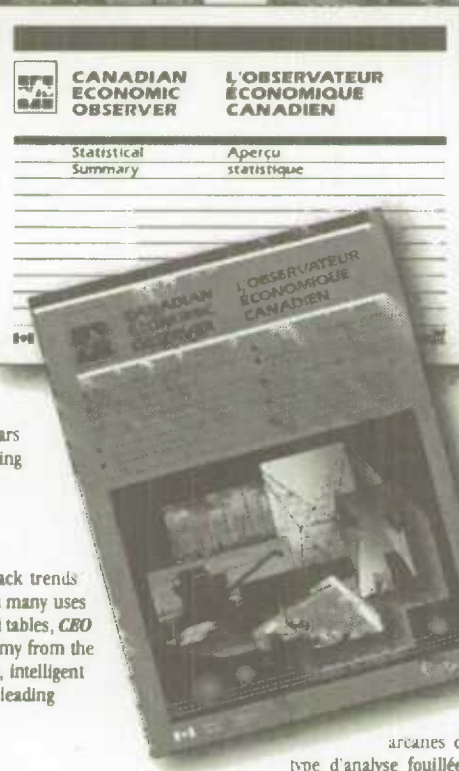 CANADIAN
ECONOMIC
OBSERVER
L'OBSERVATEUR
ÉCONOMIQUE
CANADIEN
Statistical
Summary
Aperçu
statistique
CANADIAN
ECONOMIC
OBSERVER
L'OBSERVATEUR
ÉCONOMIQUE
CANADIEN
ars
ing
ack trends
many uses
d tables, CEO
my from the
, intelligent
leading
arcanes d
type d'analyse fouillée